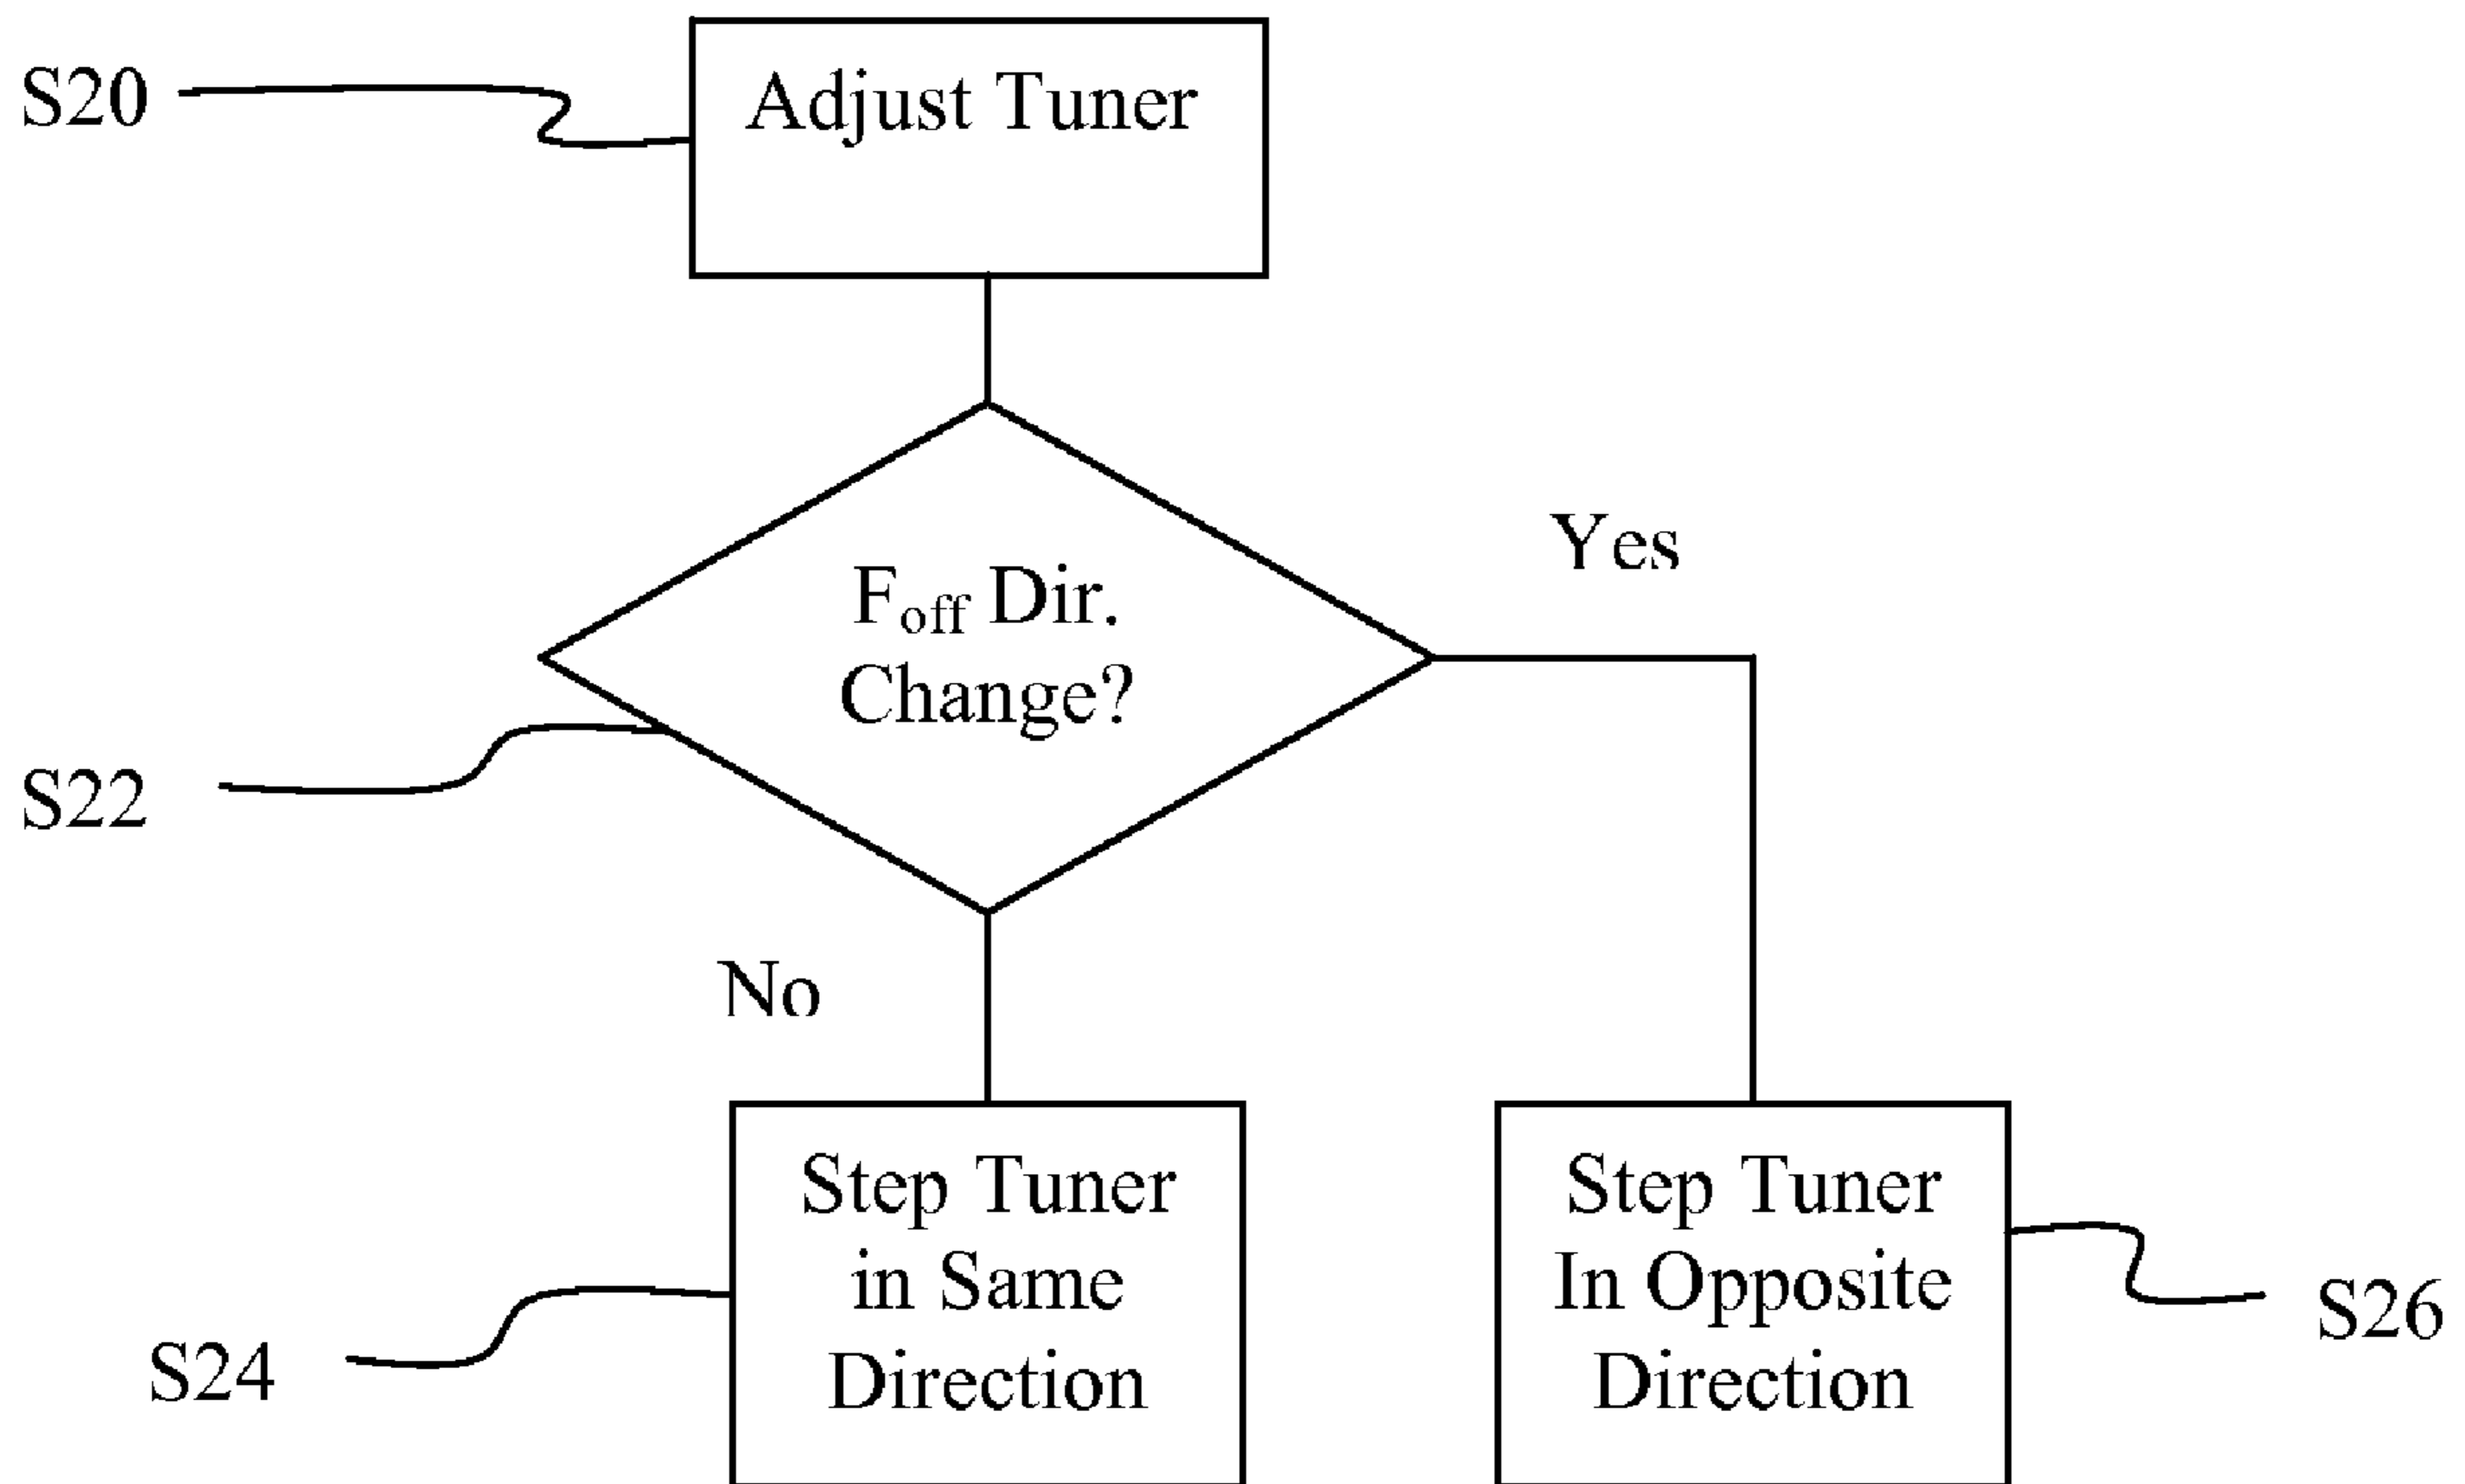 S20
Adjust Tuner
Yes
Foff Dir.
Change?
S22
No
Step Tuner
in Same
Direction
Step Tuner
In Opposite
Direction
S24
S26